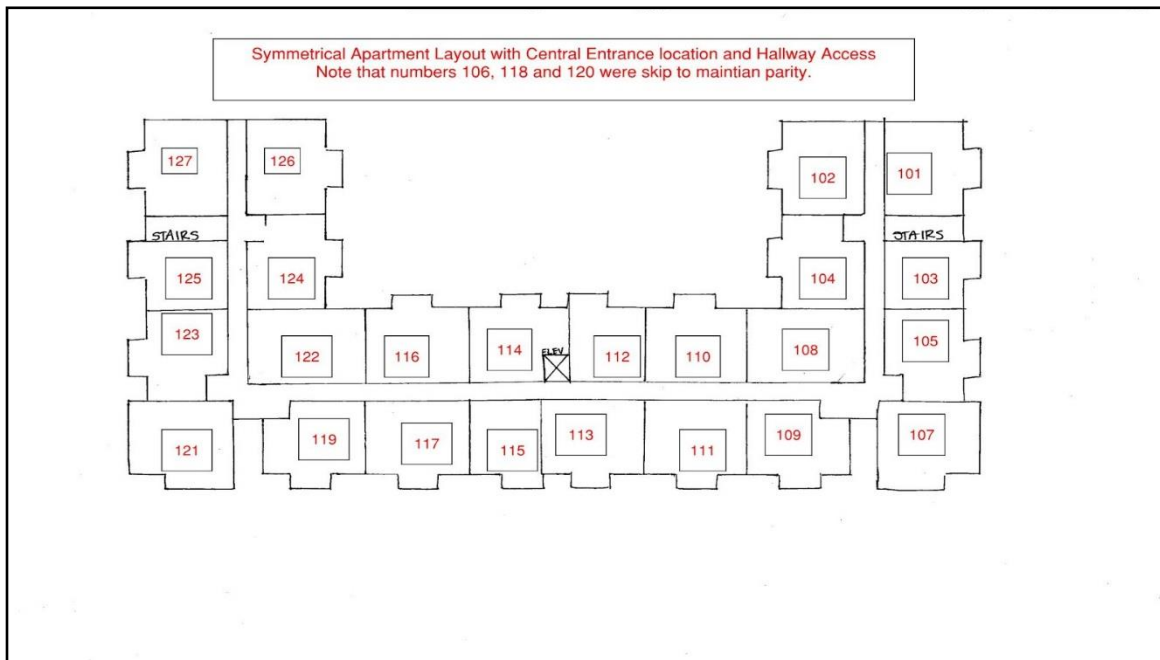 Symmetrical Apartment Layout with Central Entrance location and Hallway Access
Note that numbers 106, 118 and 120 were skip to maintian parity.
127 126 102 101
STAIRS STAIRS
125 124 104 103
123 105
122 116 114 ELEV 112 110 108
121 119 117 115 113 111 109 107